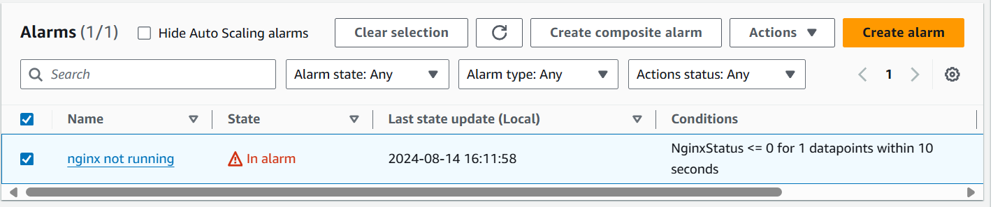 Alarms (1/1) Hide Auto Scaling alarms Clear selection Create composite alarm Actions Create alarm
Search Alarm state: Any Alarm type: Any Actions status: Any 1
Name State Last state update (Local) Conditions
nginx not running In alarm 2024-08-14 16:11:58 NginxStatus <= 0 for 1 datapoints within 10
seconds